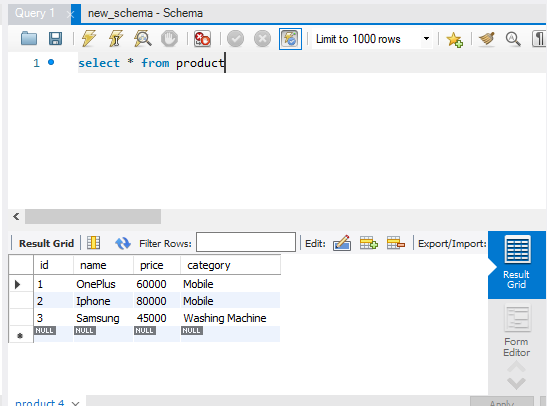 Query 1 new_schema - Schema
Limit to 1000 rows
1 select * from product
Result Grid Filter Rows: Edit: Export/Import:
id name price category
1 OnePlus 60000 Mobile
2 Iphone 80000 Mobile
3 Samsung 45000 Washing Machine
NULL NULL NULL NULL
Result
Grid
Form
Editor
product 4 Apply